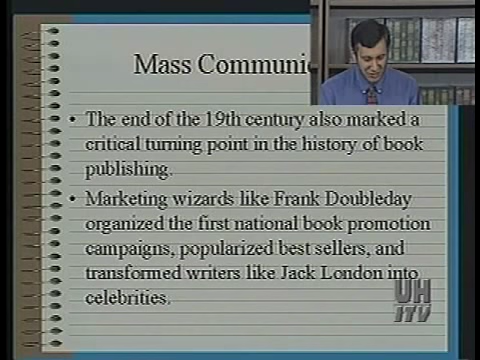 Mass Communic
• The end of the 19th century also marked a
critical turning point in the history of book
publishing.
• Marketing wizards like Frank Doubleday
organized the first national book promotion
campaigns, popularized best sellers, and
transformed writers like Jack London into
celebrities.
UH
ITV